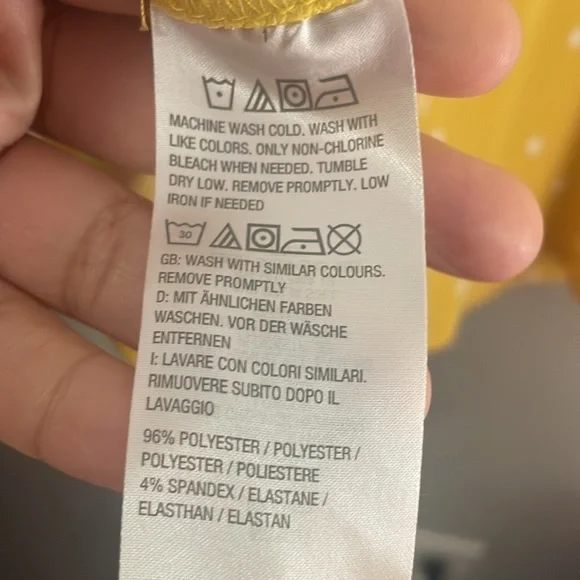 MACHINE WASH COLD. WASH WITH
LIKE COLORS. ONLY NON-CHLORINE
BLEACH WHEN NEEDED. TUMBLE
DRY LOW. REMOVE PROMPTLY. LOW
IRON IF NEEDED
30
GB: WASH WITH SIMILAR COLOURS.
REMOVE PROMPTLY
D: MIT ÄHNLICHEN FARBEN
WASCHEN. VOR DER WÄSCHE
ENTFERNEN
I: LAVARE CON COLORI SIMILARI.
RIMUOVERE SUBITO DOPO IL
LAVAGGIO
96% POLYESTER / POLYESTER /
POLYESTER / POLIESTERE
4% SPANDEX / ELASTANE /
ELASTHAN / ELASTAN